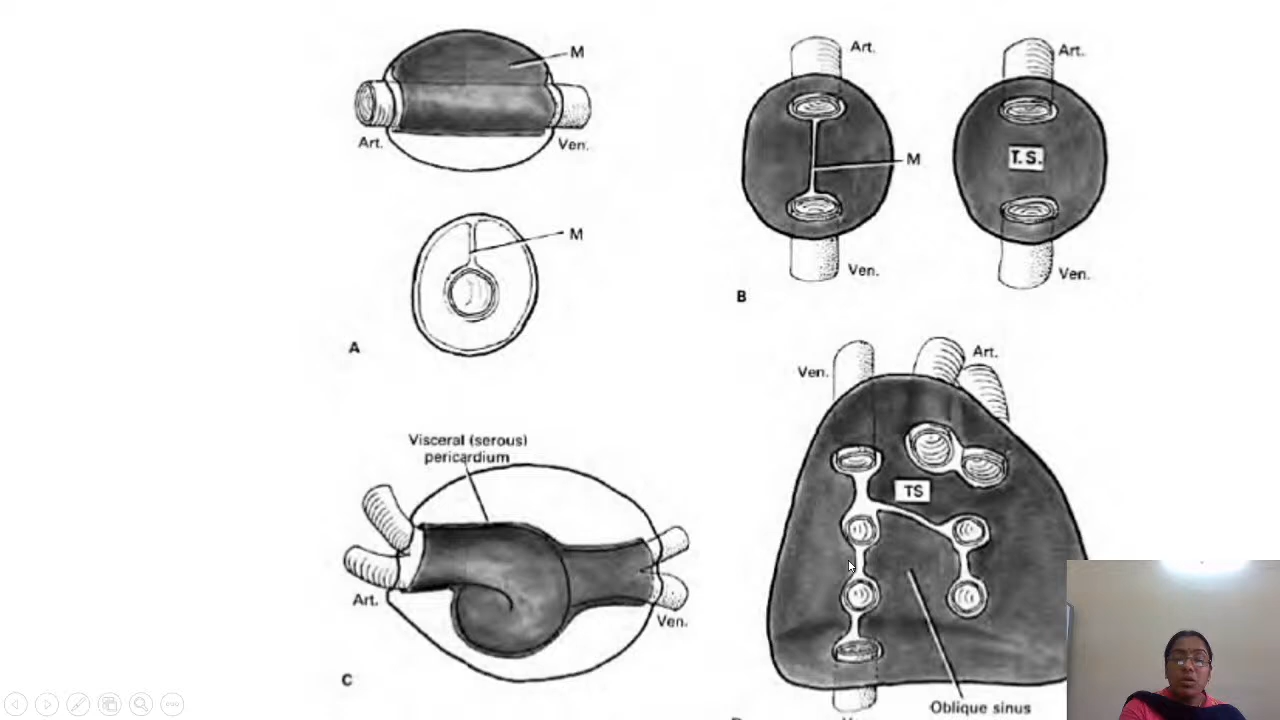 M
Art.
Ven.
M
A
Art.
Art.
M
T. S.
Ven.
Ven.
B
Visceral (serous)
pericardium
Art.
Ven.
C
Ven.
Art.
TS
Oblique sinus